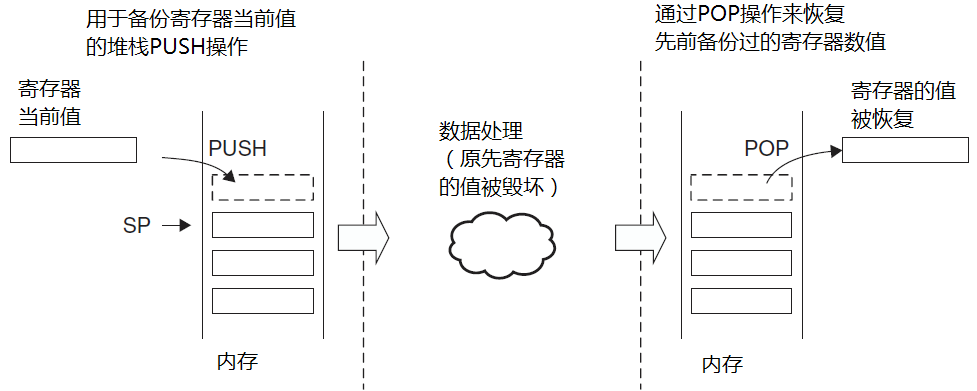 用于备份寄存器当前值
的堆栈PUSH操作
通过POP操作来恢复
先前备份过的寄存器数值
寄存器
当前值
PUSH
SP
内存
数据处理
（原先寄存器
的值被毁坏）
POP
寄存器的值
被恢复
内存